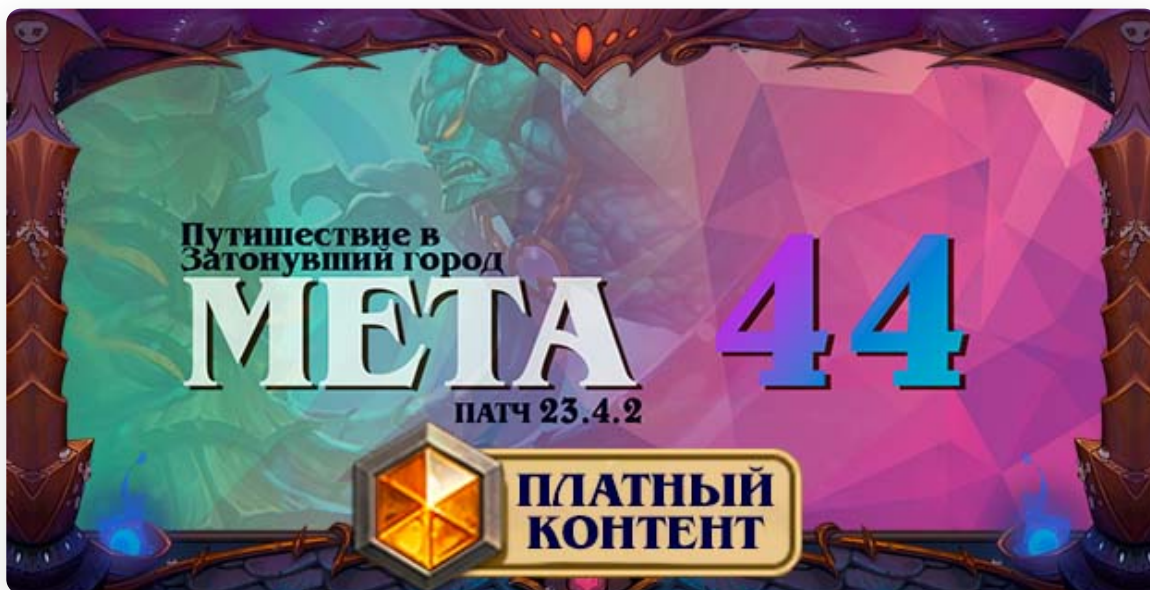 Путишествие в
Затонувший город
МЕТА 44
ПАТЧ 23.4.2
ПЛАТНЫЙ
КОНТЕНТ